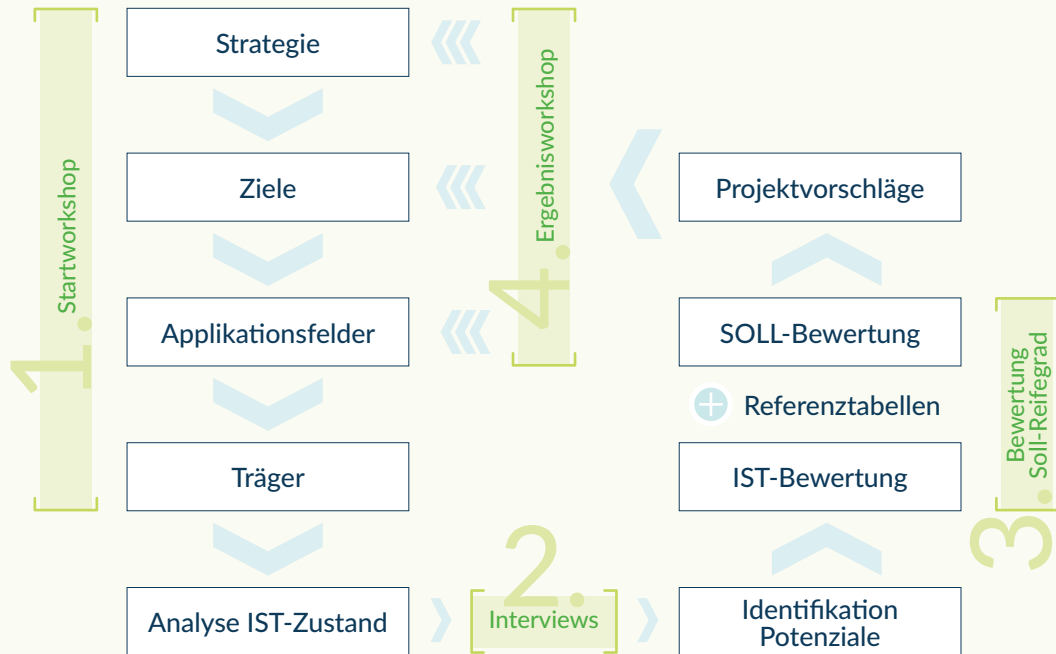 1.
Startworkshop
Strategie
Ziele
Applikationsfelder
Träger
Analyse IST-Zustand
2.
Interviews
Identifikation
Potenziale
IST-Bewertung
Referenztabellen
SOLL-Bewertung
3.
Bewertung
Soll-Reifegrad
Projektvorschläge
4.
Ergebnisworkshop